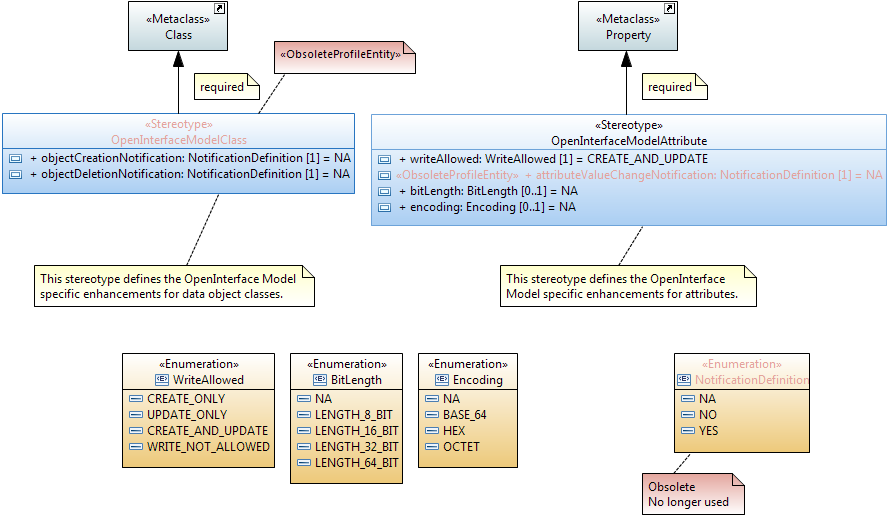 «Metaclass»
Class
«Metaclass»
Property
«ObsoleteProfileEntity»
required
required
«Stereotype»
OpenInterfaceModelClass
+ objectCreationNotification: NotificationDefinition [1] = NA
+ objectDeletionNotification: NotificationDefinition [1] = NA
«Stereotype»
OpenInterfaceModelAttribute
+ writeAllowed: WriteAllowed [1] = CREATE_AND_UPDATE
«ObsoleteProfileEntity» + attributeValueChangeNotification: NotificationDefinition [1] = NA
+ bitLength: BitLength [0..1] = NA
+ encoding: Encoding [0..1] = NA
This stereotype defines the OpenInterface Model
specific enhancements for data object classes.
This stereotype defines the OpenInterface
Model specific enhancements for attributes.
«Enumeration»
WriteAllowed
CREATE_ONLY
UPDATE_ONLY
CREATE_AND_UPDATE
WRITE_NOT_ALLOWED
«Enumeration»
BitLength
NA
LENGTH_8_BIT
LENGTH_16_BIT
LENGTH_32_BIT
LENGTH_64_BIT
«Enumeration»
Encoding
NA
BASE_64
HEX
OCTET
«Enumeration»
NotificationDefinition
NA
NO
YES
Obsolete
No longer used